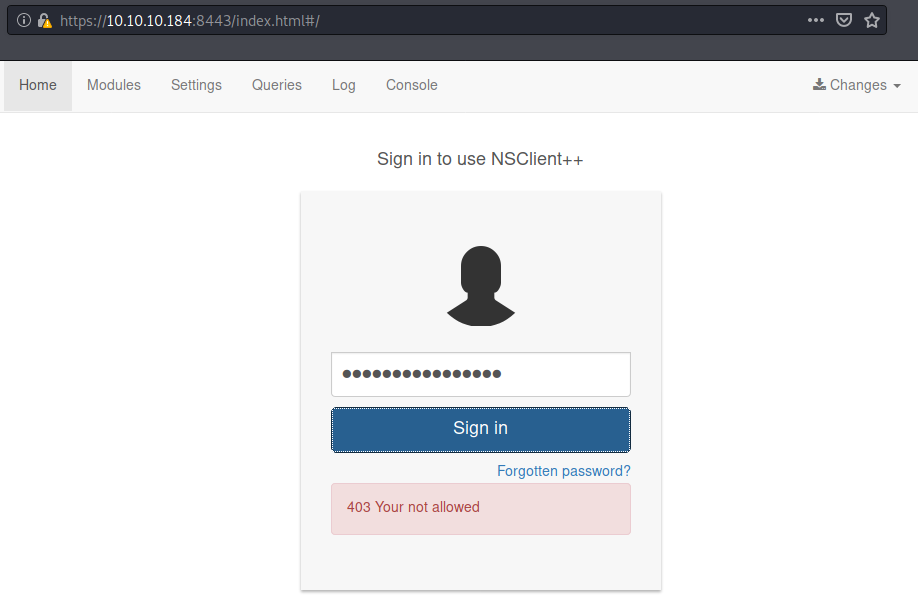 https://10.10.10.184:8443/index.html#/
Home Modules Settings Queries Log Console Changes
Sign in to use NSClient++
••••••••••••••••
Sign in
Forgotten password?
403 Your not allowed